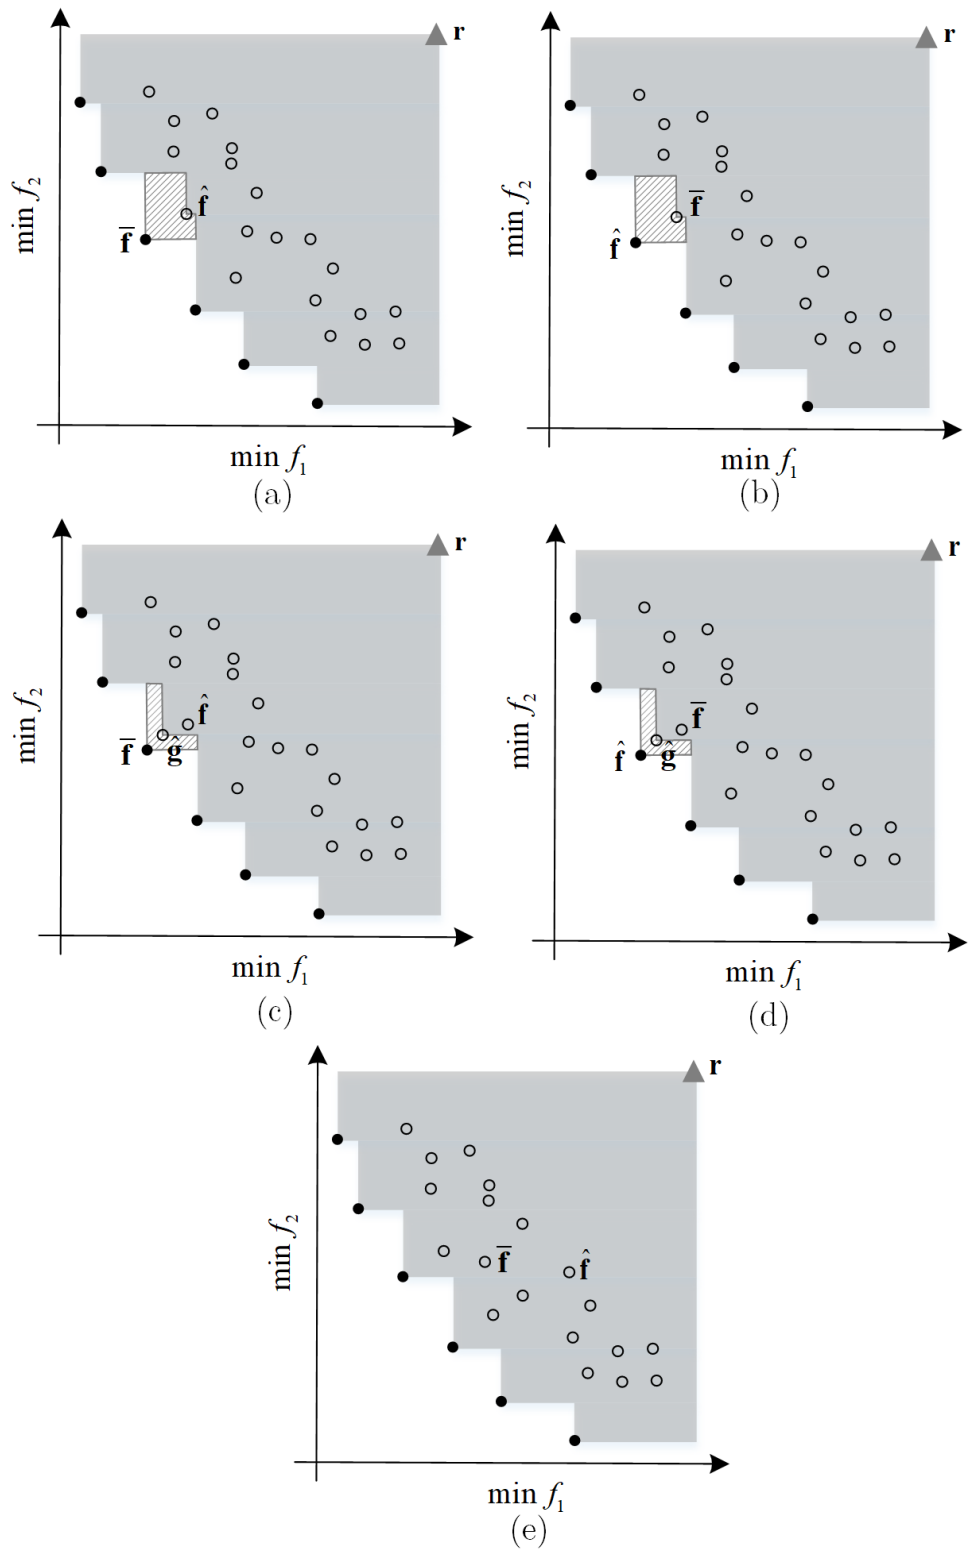 r
r
min f₂
f̂
f̄
min f₁
(a)
min f₂
f̄
f̂
min f₁
(b)
r
r
min f₂
f̂
f̄
ĝ
min f₁
(c)
min f₂
f̄
f̂
ĝ
min f₁
(d)
r
min f₂
f̄
f̂
min f₁
(e)